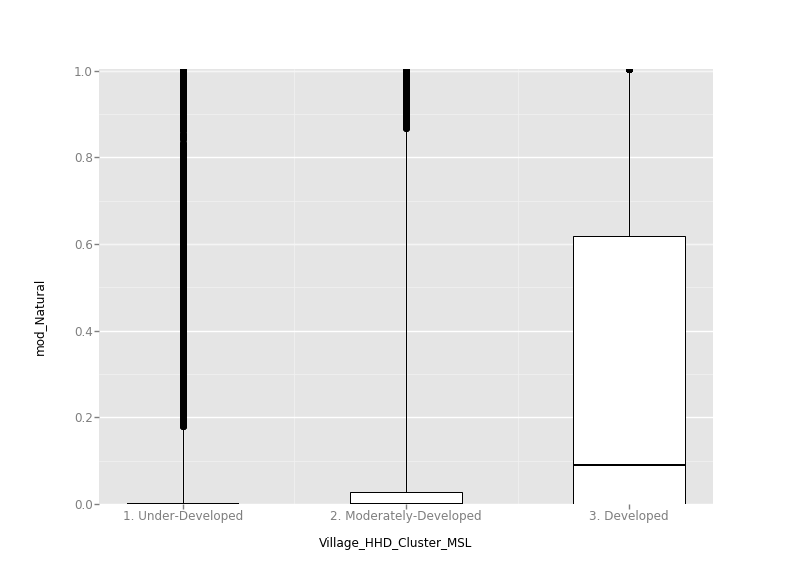 1.0
0.8
0.6
0.4
0.2
0.0
mod_Natural
1. Under-Developed
2. Moderately-Developed
3. Developed
Village_HHD_Cluster_MSL